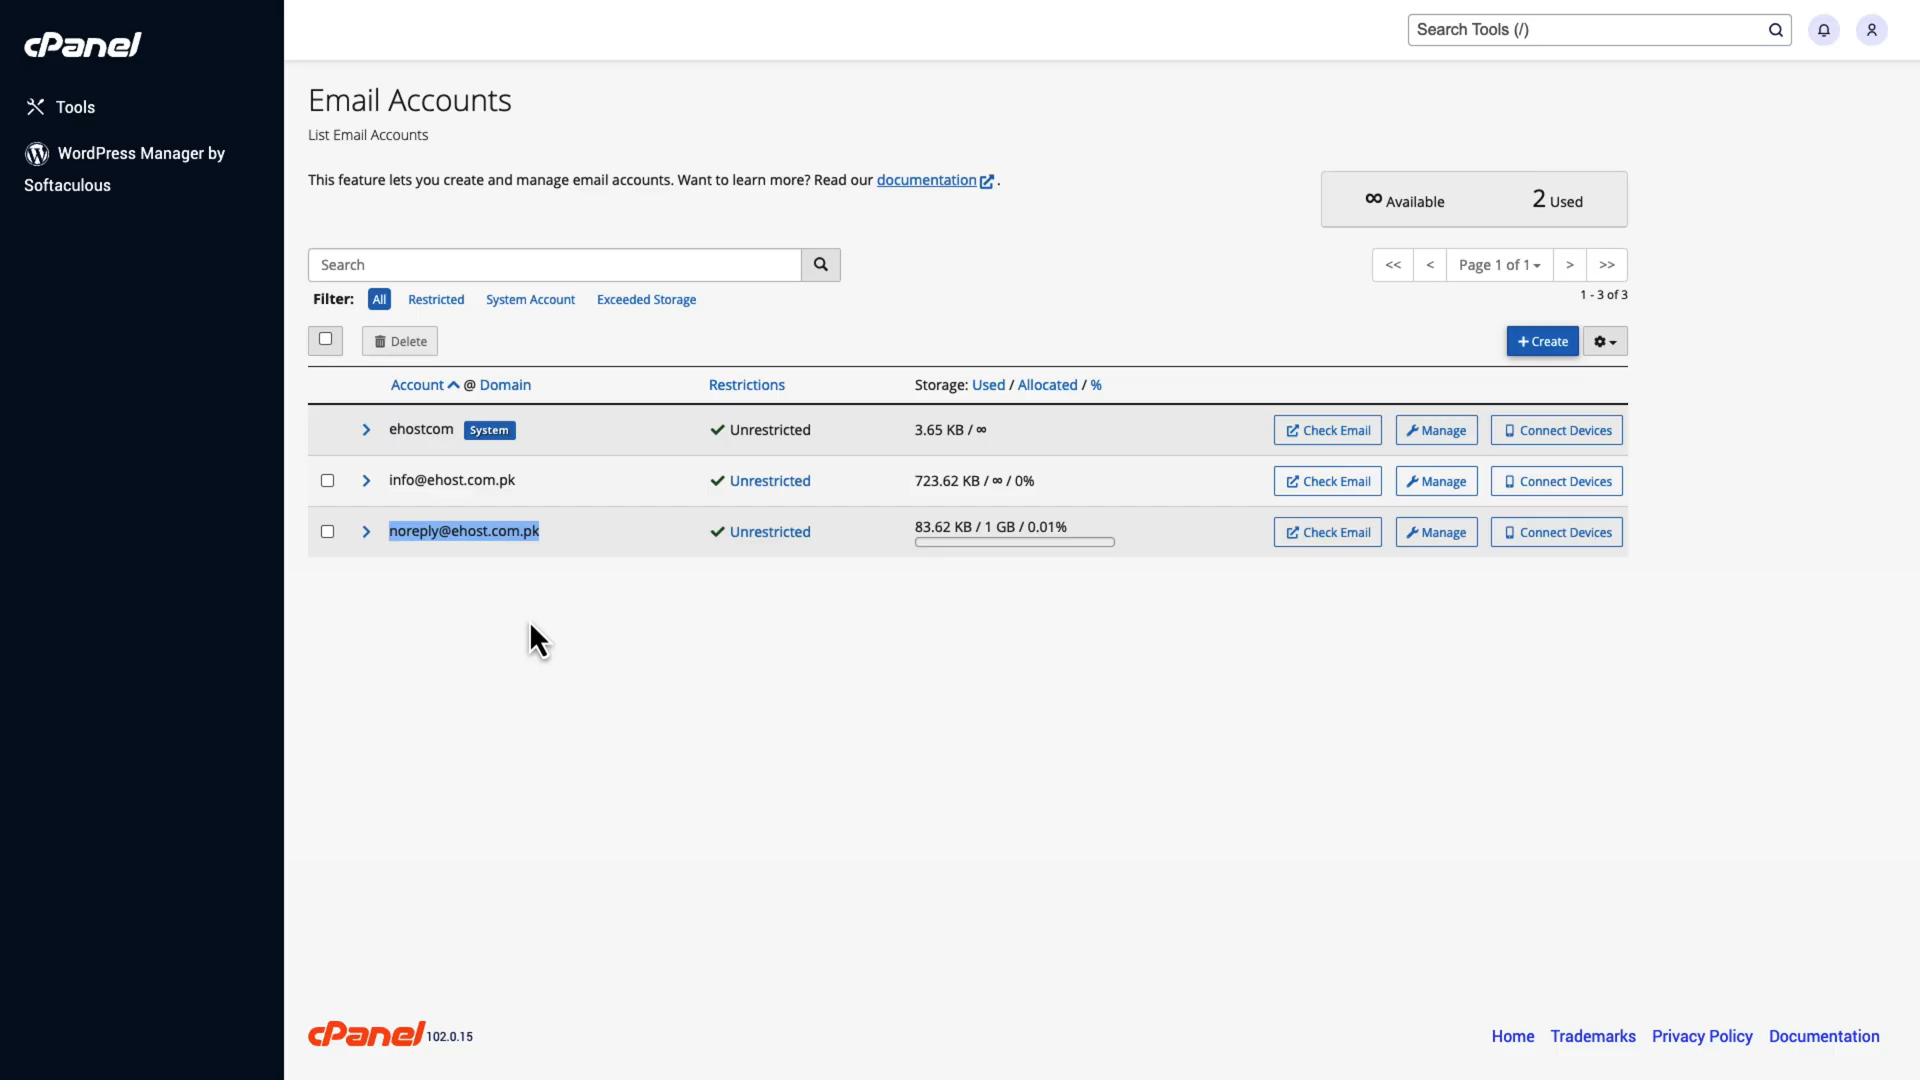 cPanel
Search Tools (/)
Tools
WordPress Manager by
Softaculous
Email Accounts
List Email Accounts
This feature lets you create and manage email accounts. Want to learn more? Read our documentation .
∞ Available 2 Used
Search
<< < Page 1 of 1 > >>
1 - 3 of 3
Filter: All Restricted System Account Exceeded Storage
Delete
+ Create
Account @ Domain Restrictions Storage: Used / Allocated / %
ehostcom System Unrestricted 3.65 KB / ∞ Check Email Manage Connect Devices
info@ehost.com.pk Unrestricted 723.62 KB / ∞ / 0% Check Email Manage Connect Devices
noreply@ehost.com.pk Unrestricted 83.62 KB / 1 GB / 0.01% Check Email Manage Connect Devices
cPanel 102.0.15
Home Trademarks Privacy Policy Documentation